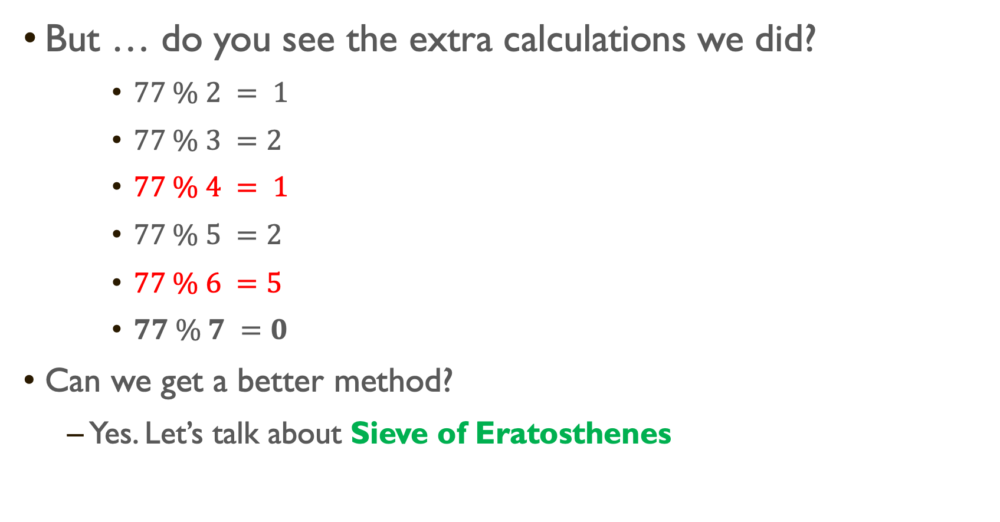 • But … do you see the extra calculations we did?
• 77 % 2 = 1
• 77 % 3 = 2
• 77 % 4 = 1
• 77 % 5 = 2
• 77 % 6 = 5
• 77 % 7 = 0
• Can we get a better method?
– Yes. Let’s talk about Sieve of Eratosthenes